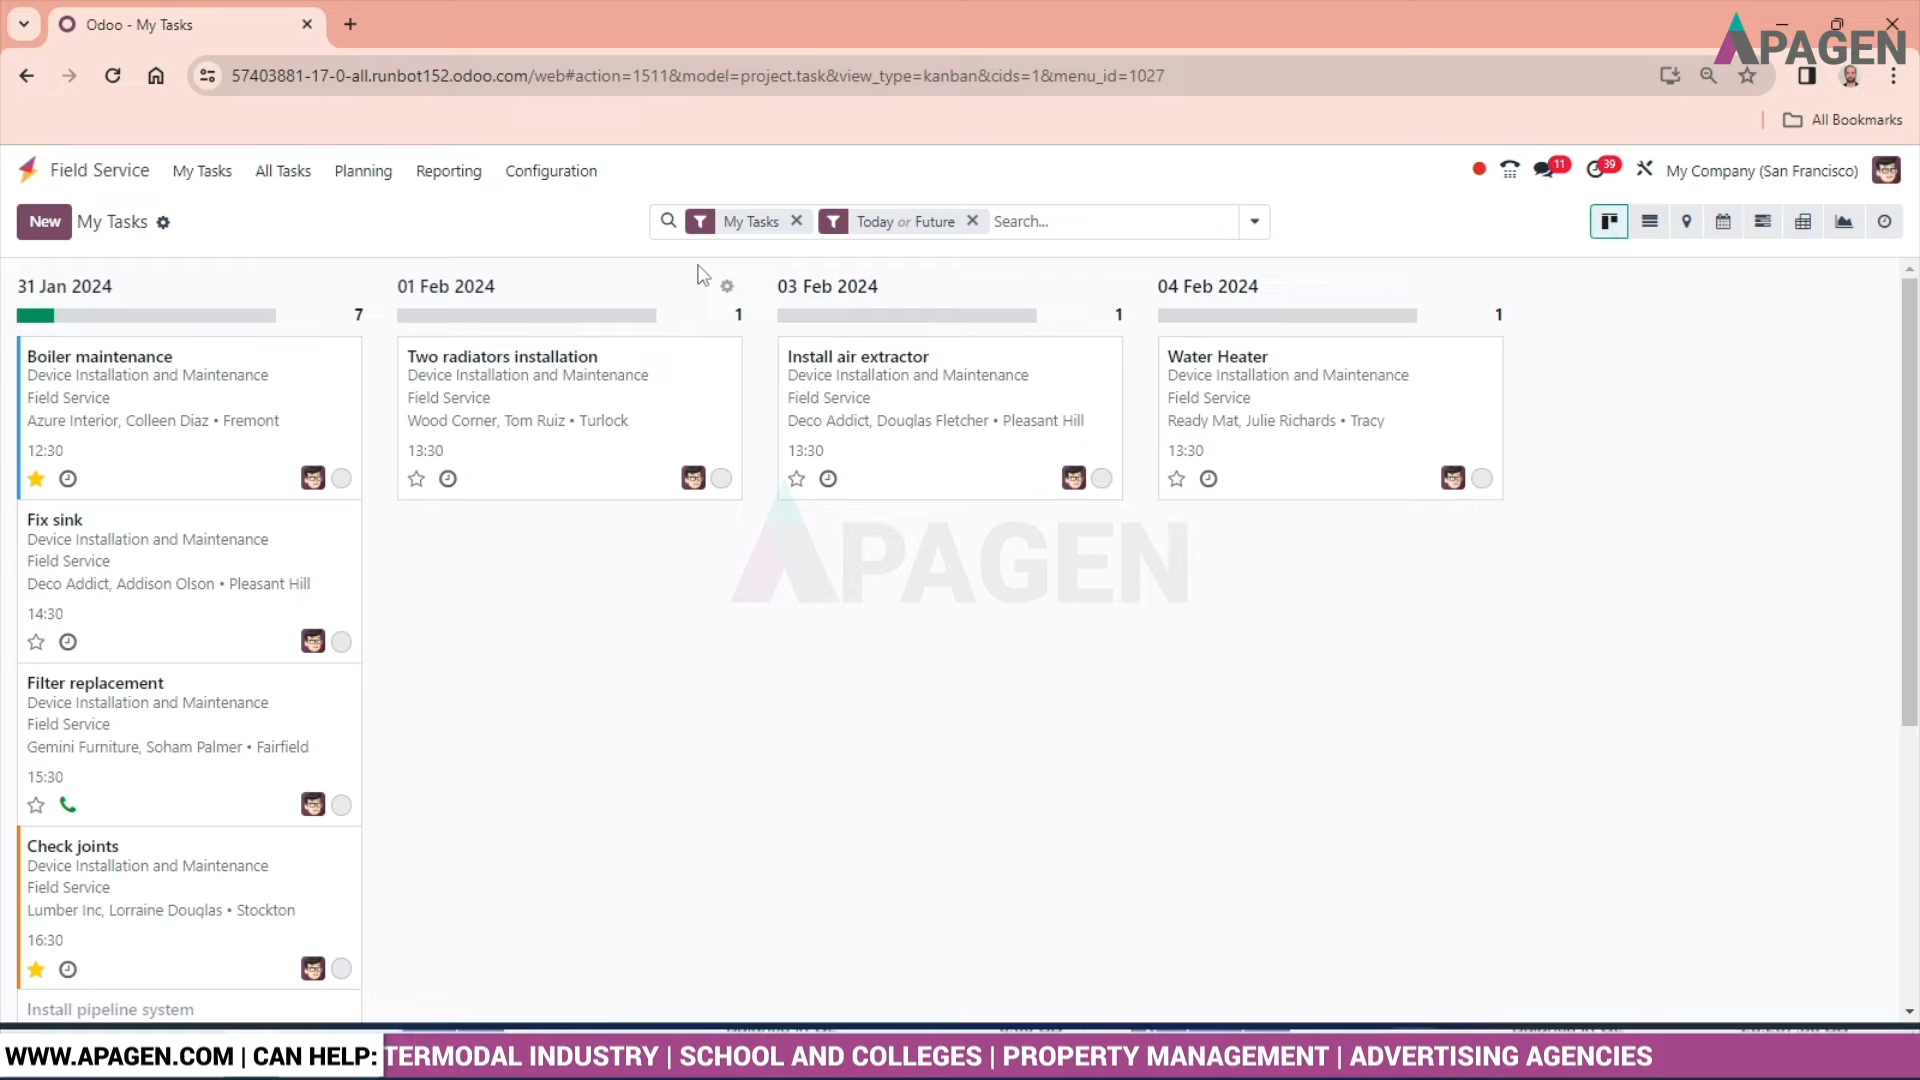 Odoo - My Tasks
APAGEN
57403881-17-0-all.runbot152.odoo.com/web#action=1511&model=project.task&view_type=kanban&cids=1&menu_id=1027
All Bookmarks
Field Service My Tasks All Tasks Planning Reporting Configuration 11 39 My Company (San Francisco)
New My Tasks My Tasks Today or Future Search...
31 Jan 2024
7
Boiler maintenance
Device Installation and Maintenance
Field Service
Azure Interior, Colleen Diaz • Fremont
12:30
Fix sink
Device Installation and Maintenance
Field Service
Deco Addict, Addison Olson • Pleasant Hill
14:30
Filter replacement
Device Installation and Maintenance
Field Service
Gemini Furniture, Soham Palmer • Fairfield
15:30
Check joints
Device Installation and Maintenance
Field Service
Lumber Inc, Lorraine Douglas • Stockton
16:30
Install pipeline system
01 Feb 2024
1
Two radiators installation
Device Installation and Maintenance
Field Service
Wood Corner, Tom Ruiz • Turlock
13:30
03 Feb 2024
1
Install air extractor
Device Installation and Maintenance
Field Service
Deco Addict, Douglas Fletcher • Pleasant Hill
13:30
04 Feb 2024
1
Water Heater
Device Installation and Maintenance
Field Service
Ready Mat, Julie Richards • Tracy
13:30
APAGEN
WWW.APAGEN.COM | CAN HELP: TERMODAL INDUSTRY | SCHOOL AND COLLEGES | PROPERTY MANAGEMENT | ADVERTISING AGENCIES